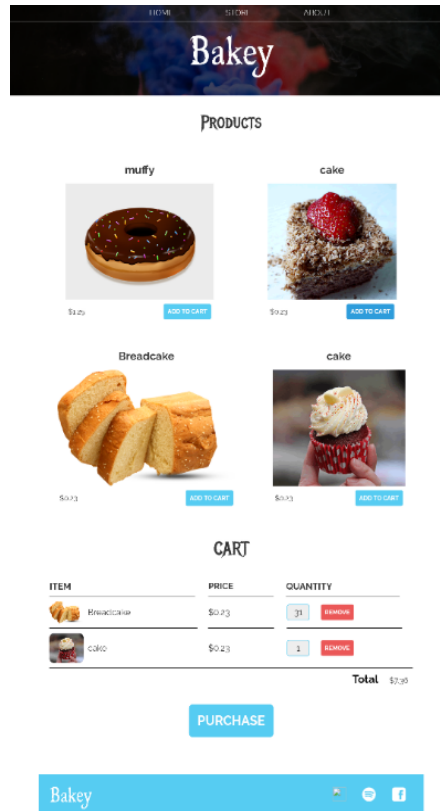 HOME STORE ABOUT
Bakey
PRODUCTS
muffy cake
$1.25 ADD TO CART $0.23 ADD TO CART
Breadcake cake
$0.23 ADD TO CART $0.23 ADD TO CART
CART
ITEM PRICE QUANTITY
Breadcake $0.23 31 REMOVE
cake $0.23 1 REMOVE
Total $7.36
PURCHASE
Bakey